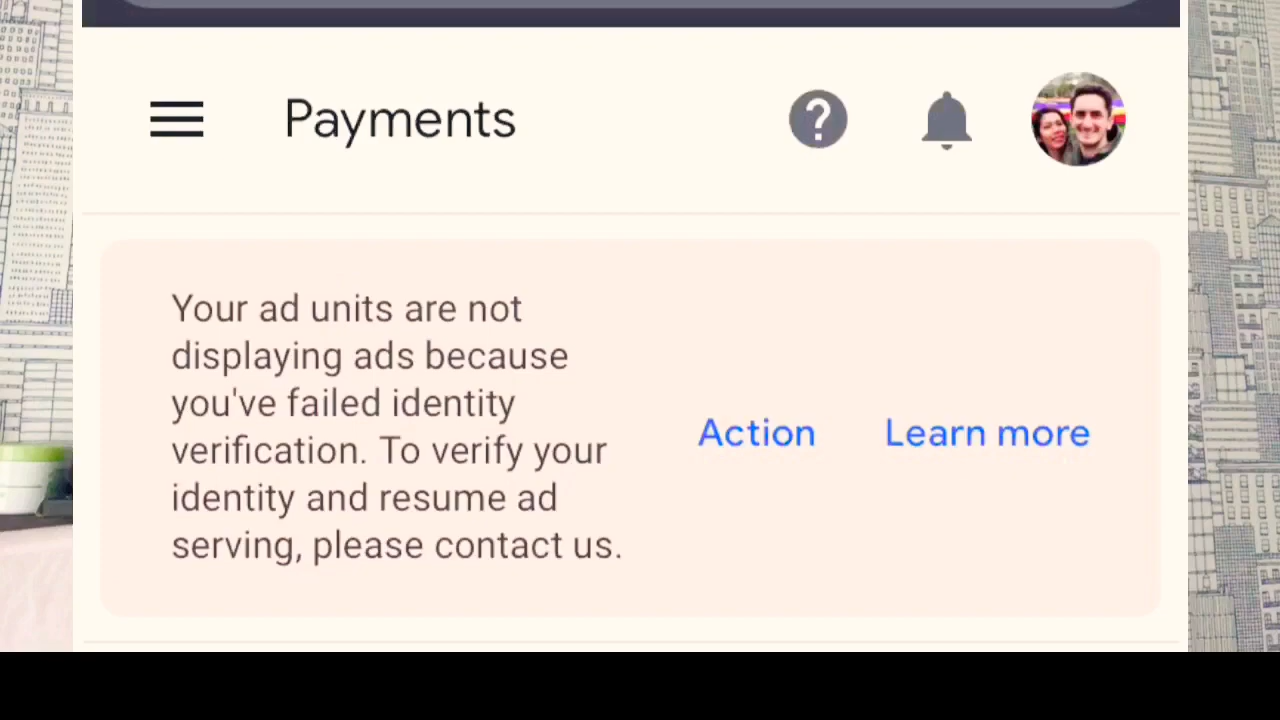 Payments
Your ad units are not
displaying ads because
you've failed identity
verification. To verify your
identity and resume ad
serving, please contact us.
Action Learn more